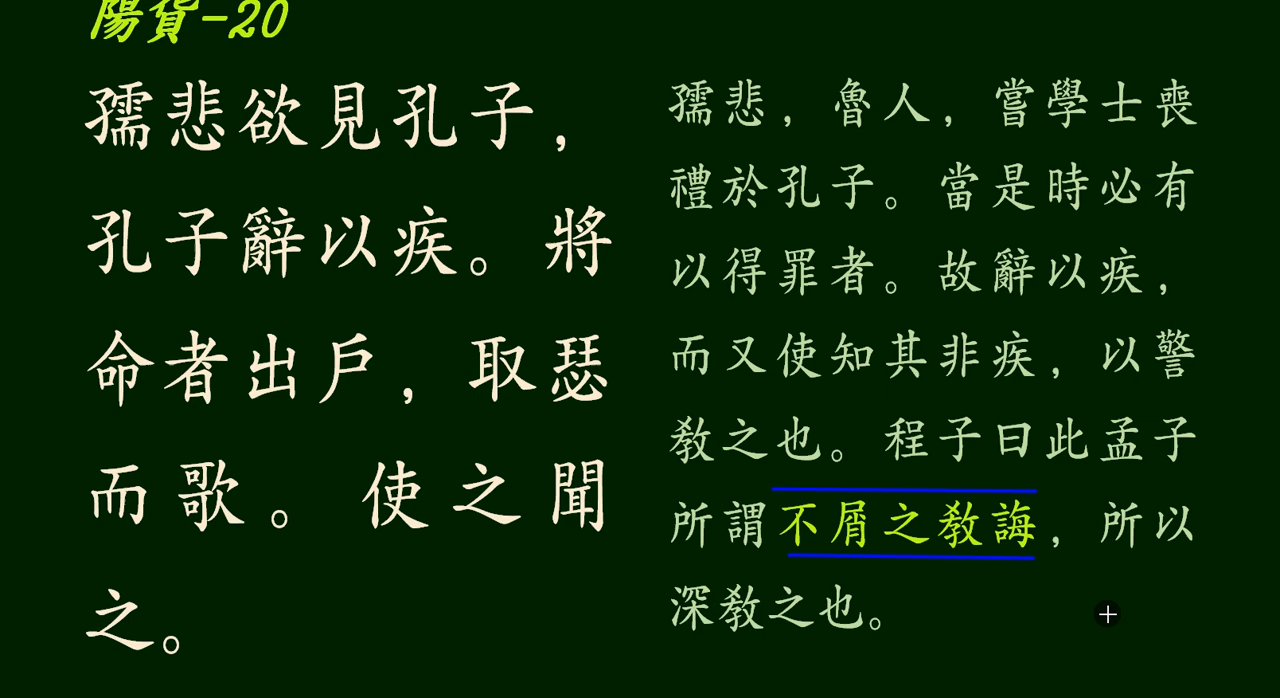 陽貨-20
孺悲欲見孔子，
孔子辭以疾。將
命者出戶，取瑟
而歌。使之聞
之。
孺悲，魯人，嘗學士喪
禮於孔子。當是時必有
以得罪者。故辭以疾，
而又使知其非疾，以警
敎之也。程子曰此孟子
所謂不屑之敎誨，所以
深敎之也。